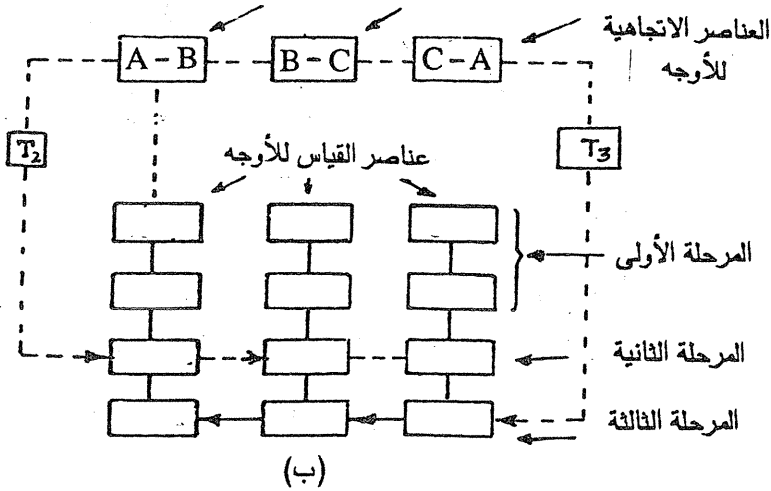 العناصر الاتجاهية
للأوجه
A – B
B – C
C – A
T2
T3
عناصر القياس للأوجه
المرحلة الأولى
المرحلة الثانية
المرحلة الثالثة
(ب)